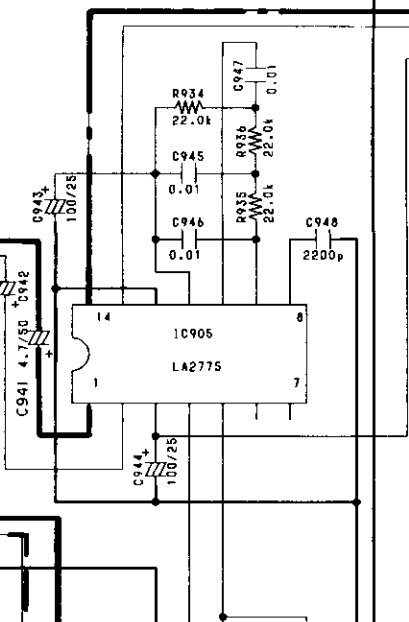 C947
0.01
R934
22.0k
R936
22.0k
C945
0.01
C943
+
100/25
R935
22.0k
C946
0.01
C948
2200p
+
C942
14
8
IC905
LA2775
1
7
C941 4.7/50
+
C944
+
100/25